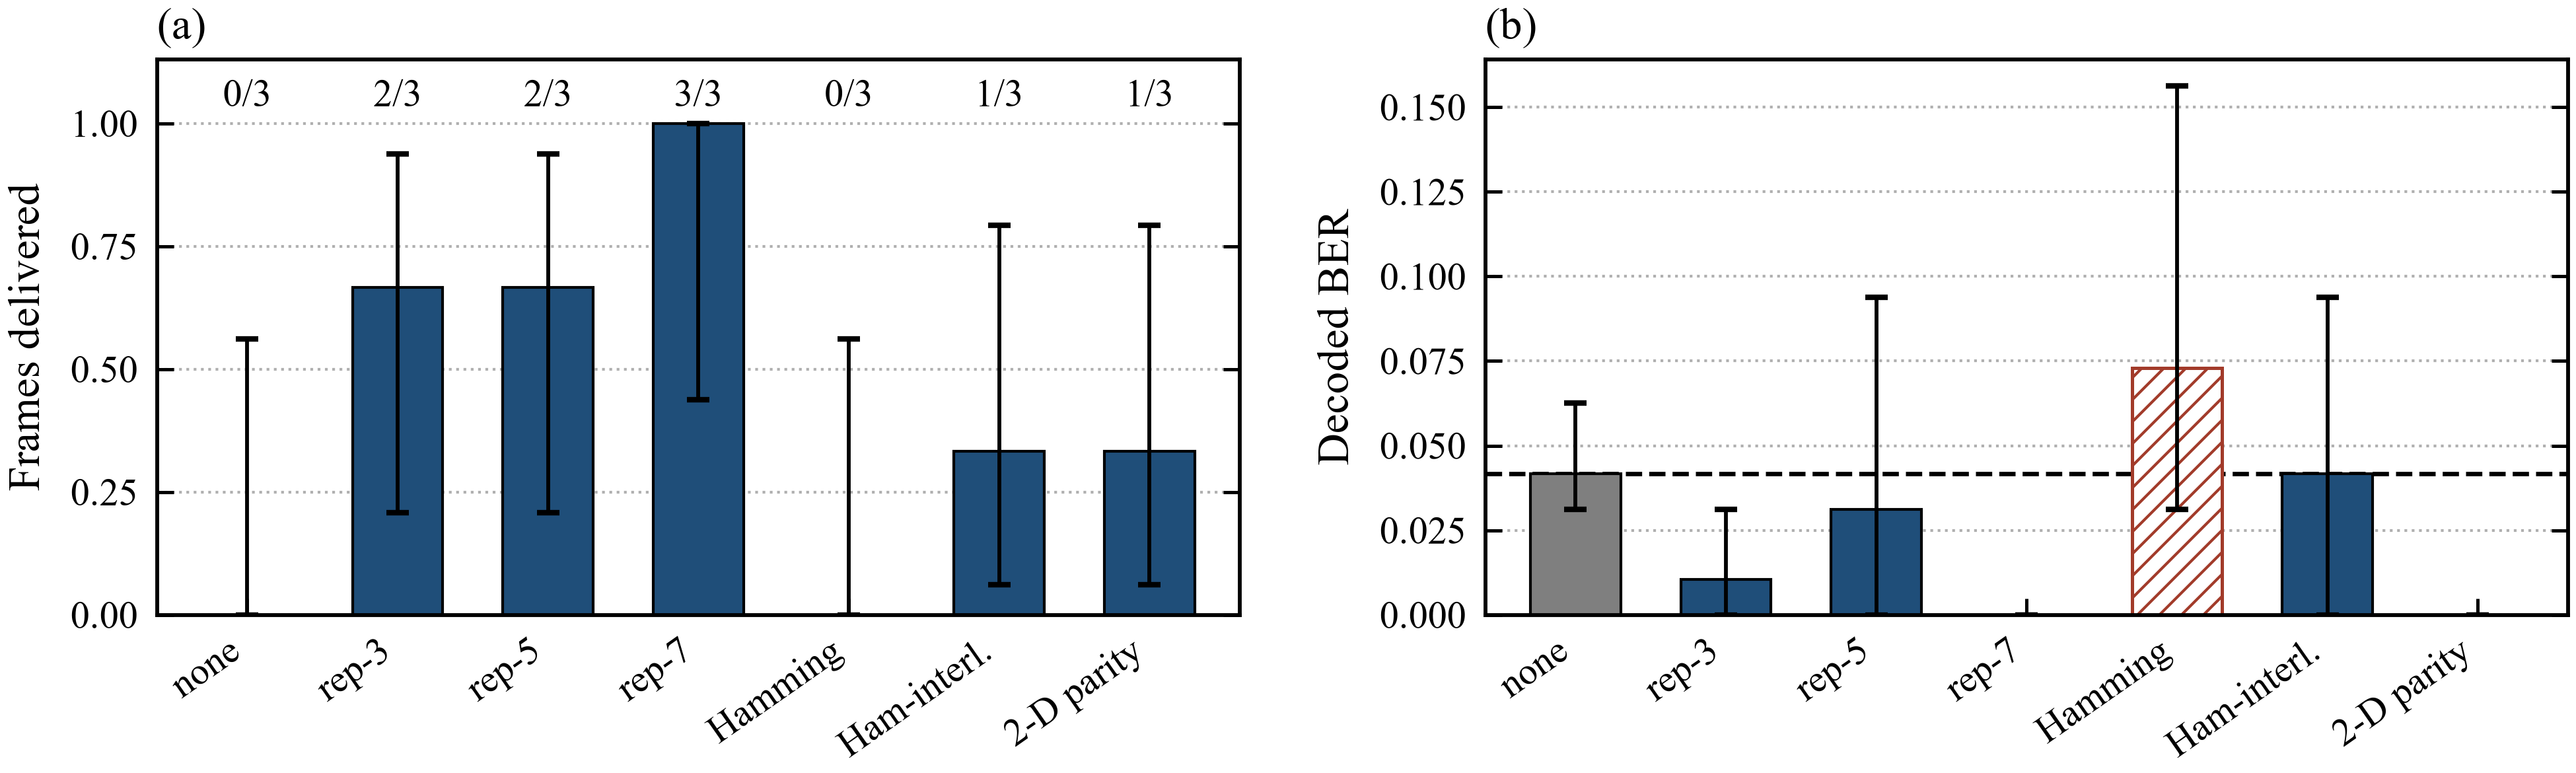 (a)
0/3 2/3 2/3 3/3 0/3 1/3 1/3
1.00
0.75
0.50
0.25
0.00
Frames delivered
none rep-3 rep-5 rep-7 Hamming Ham-interl. 2-D parity
(b)
0.150
0.125
0.100
0.075
0.050
0.025
0.000
Decoded BER
none rep-3 rep-5 rep-7 Hamming Ham-interl. 2-D parity